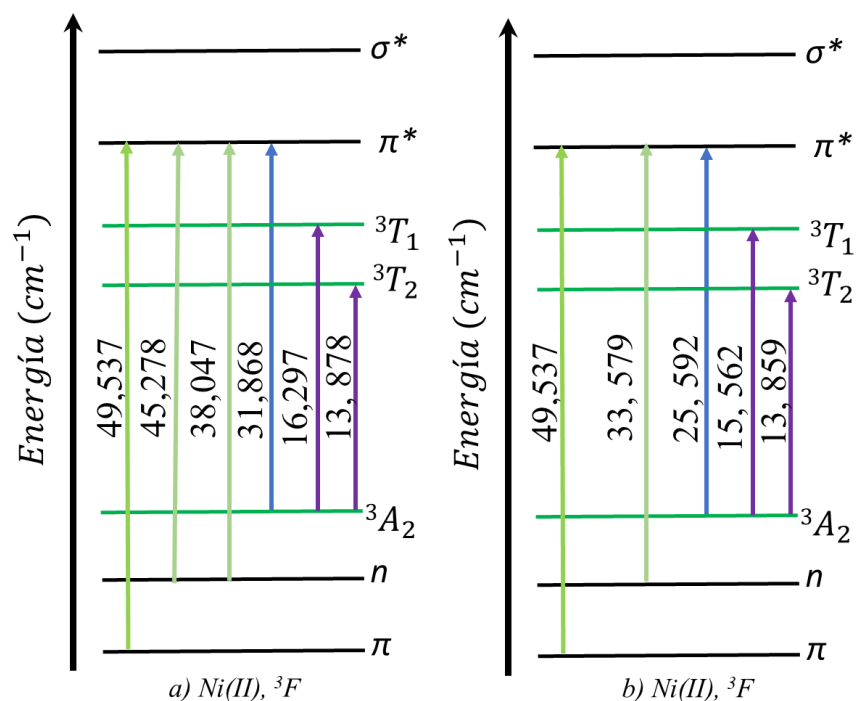 Energía (cm⁻¹)
σ*
π*
³T₁
³T₂
49,537
45,278
38,047
31,868
16,297
13, 878
³A₂
n
π
a) Ni(II), ³F
Energía (cm⁻¹)
σ*
π*
³T₁
³T₂
49,537
33, 579
25, 592
15, 562
13, 859
³A₂
n
π
b) Ni(II), ³F